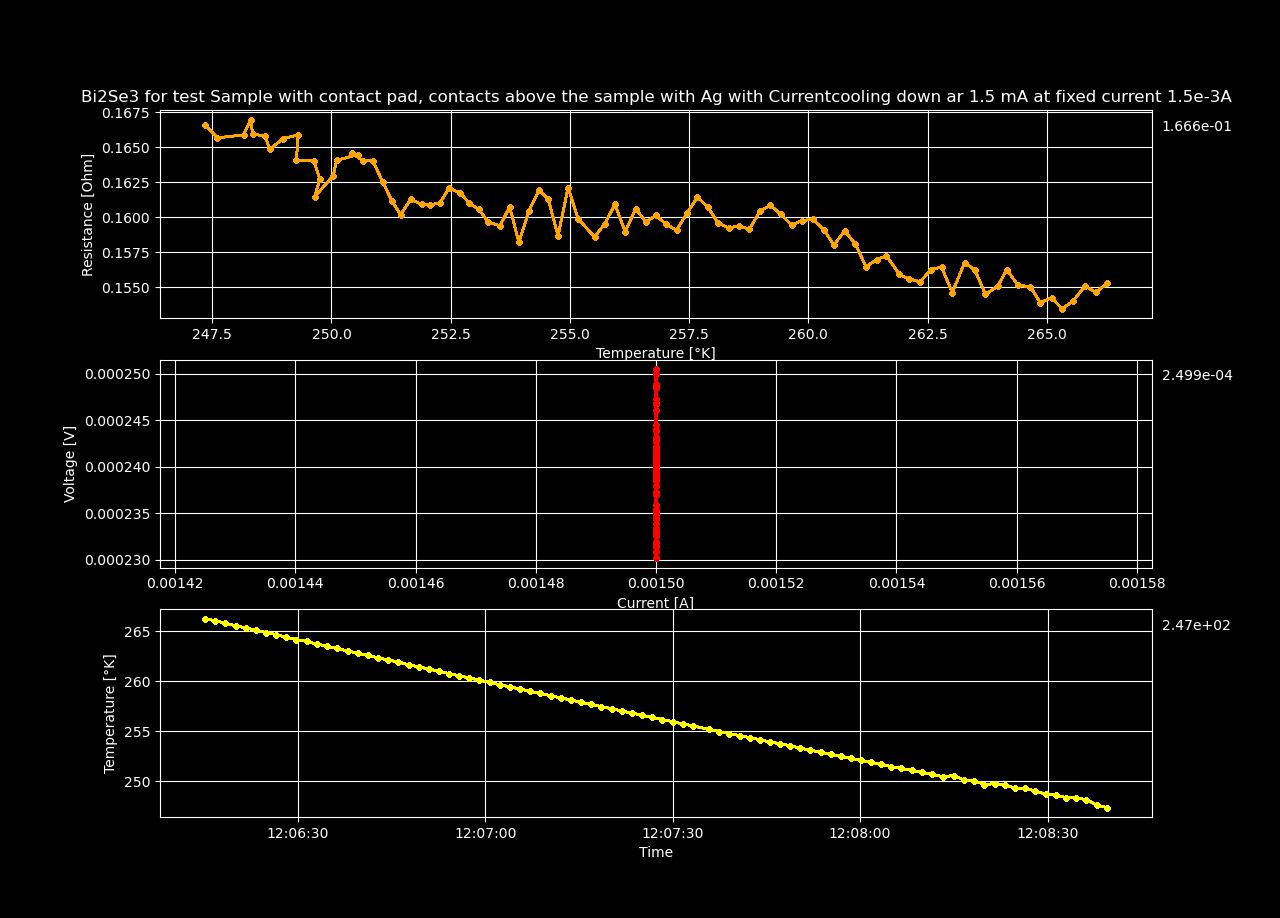 Bi2Se3 for test Sample with contact pad, contacts above the sample with Ag with Currentcooling down ar 1.5 mA at fixed current 1.5e-3A
1.666e-01
Resistance [Ohm]
0.1675
0.1650
0.1625
0.1600
0.1575
0.1550
247.5 250.0 252.5 255.0 257.5 260.0 262.5 265.0
Temperature [°K]
2.499e-04
Voltage [V]
0.000250
0.000245
0.000240
0.000235
0.000230
0.00142 0.00144 0.00146 0.00148 0.00150 0.00152 0.00154 0.00156 0.00158
Current [A]
2.47e+02
Temperature [°K]
265
260
255
250
12:06:30 12:07:00 12:07:30 12:08:00 12:08:30
Time